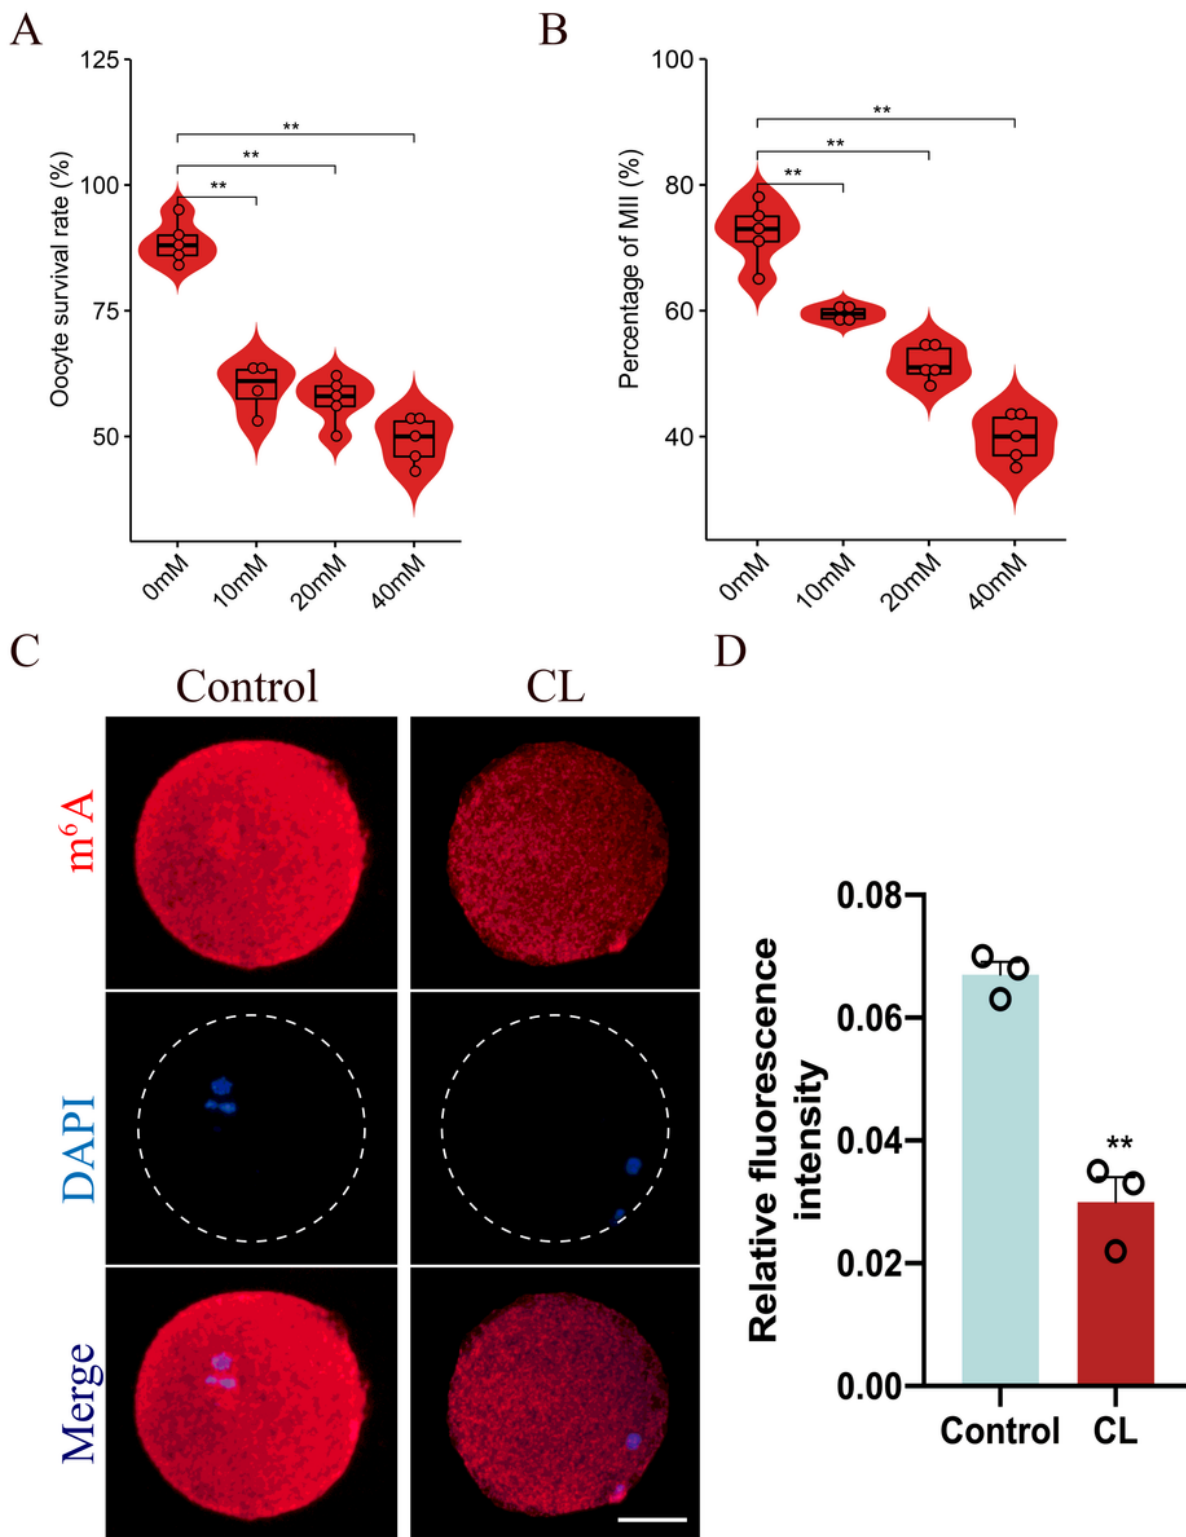 A
Oocyte survival rate (%)
125
100
75
50
**
**
**
0mM
10mM
20mM
40mM
B
Percentage of MII (%)
100
80
60
40
**
**
**
0mM
10mM
20mM
40mM
C
Control
CL
m⁶A
DAPI
Merge
D
Relative fluorescence
intensity
0.08
0.06
0.04
0.02
0.00
**
Control
CL